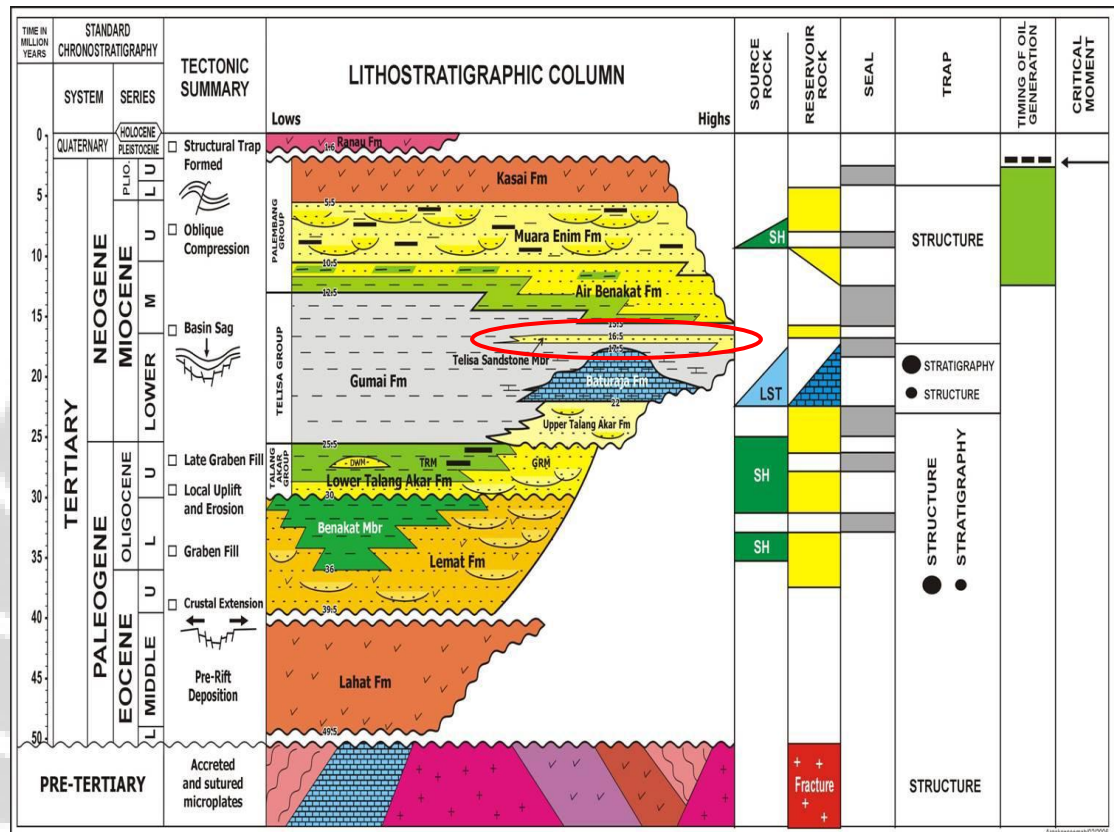 TIME IN
MILLION
YEARS
STANDARD
CHRONOSTRATIGRAPHY
SYSTEM
SERIES
TECTONIC
SUMMARY
LITHOSTRATIGRAPHIC COLUMN
Lows
Highs
SOURCE
ROCK
RESERVOIR
ROCK
SEAL
TRAP
TIMING OF OIL
GENERATION
CRITICAL
MOMENT
0
5
10
15
20
25
30
35
40
45
50
QUATERNARY
TERTIARY
NEOGENE
PALEOGENE
HOLOCENE
PLEISTOCENE
PLIO.
U
L
MIOCENE
U
M
LOWER
OLIGOCENE
U
L
EOCENE
U
MIDDLE
L
PRE-TERTIARY
Structural Trap
Formed
Oblique
Compression
Basin Sag
Late Graben Fill
Local Uplift
and Erosion
Graben Fill
Crustal Extension
Pre-Rift
Deposition
Accreted
and sutured
microplates
PALEMBANG
GROUP
TELISA GROUP
TALANG
AKAR
GROUP
Ranau Fm
1.6
Kasai Fm
5.5
Muara Enim Fm
10.5
Air Benakat Fm
12.5
15.5
16.5
Telisa Sandstone Mbr
17.5
Gumai Fm
Baturaja Fm
22
Upper Talang Akar Fm
25.5
DWM
TRM
GRM
Lower Talang Akar Fm
30
Benakat Mbr
Lemat Fm
36
39.5
Lahat Fm
49.5
SH
LST
SH
SH
Fracture
STRUCTURE
STRATIGRAPHY
STRUCTURE
STRUCTURE
STRATIGRAPHY
STRUCTURE